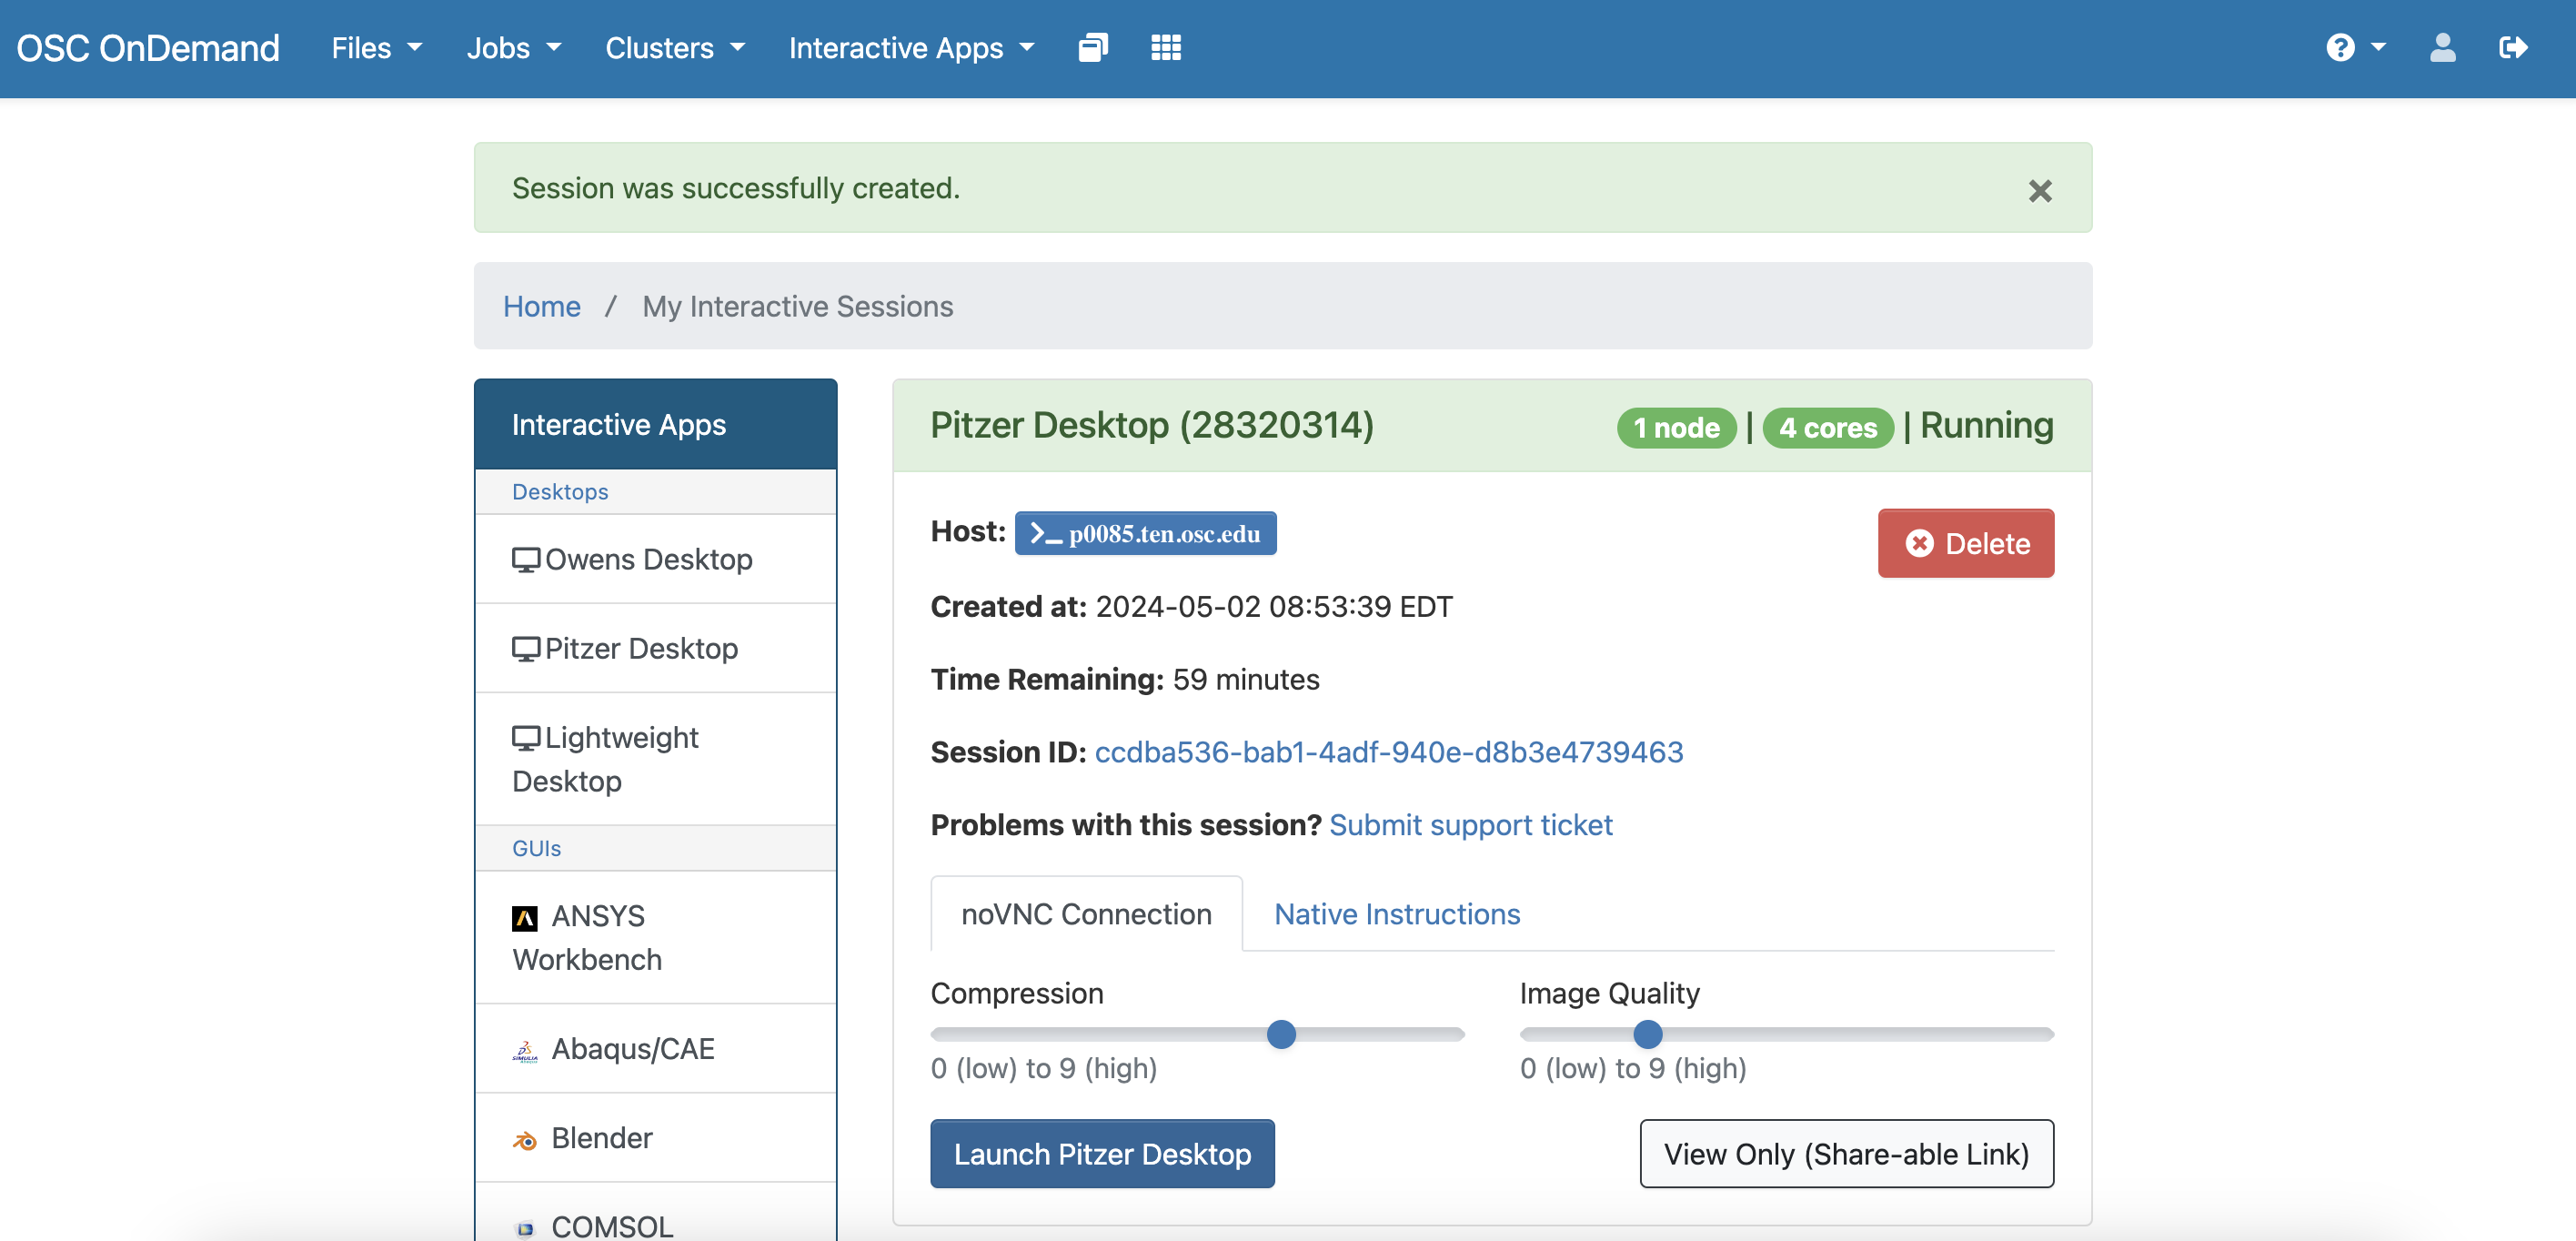 OSC OnDemand Files Jobs Clusters Interactive Apps
Session was successfully created.
Home / My Interactive Sessions
Interactive Apps
Desktops
Owens Desktop
Pitzer Desktop
Lightweight
Desktop
GUIs
ANSYS
Workbench
Abaqus/CAE
Blender
COMSOL
Pitzer Desktop (28320314) 1 node | 4 cores | Running
Host: >_ p0085.ten.osc.edu
Delete
Created at: 2024-05-02 08:53:39 EDT
Time Remaining: 59 minutes
Session ID: ccdba536-bab1-4adf-940e-d8b3e4739463
Problems with this session? Submit support ticket
noVNC Connection Native Instructions
Compression
0 (low) to 9 (high)
Image Quality
0 (low) to 9 (high)
Launch Pitzer Desktop
View Only (Share-able Link)